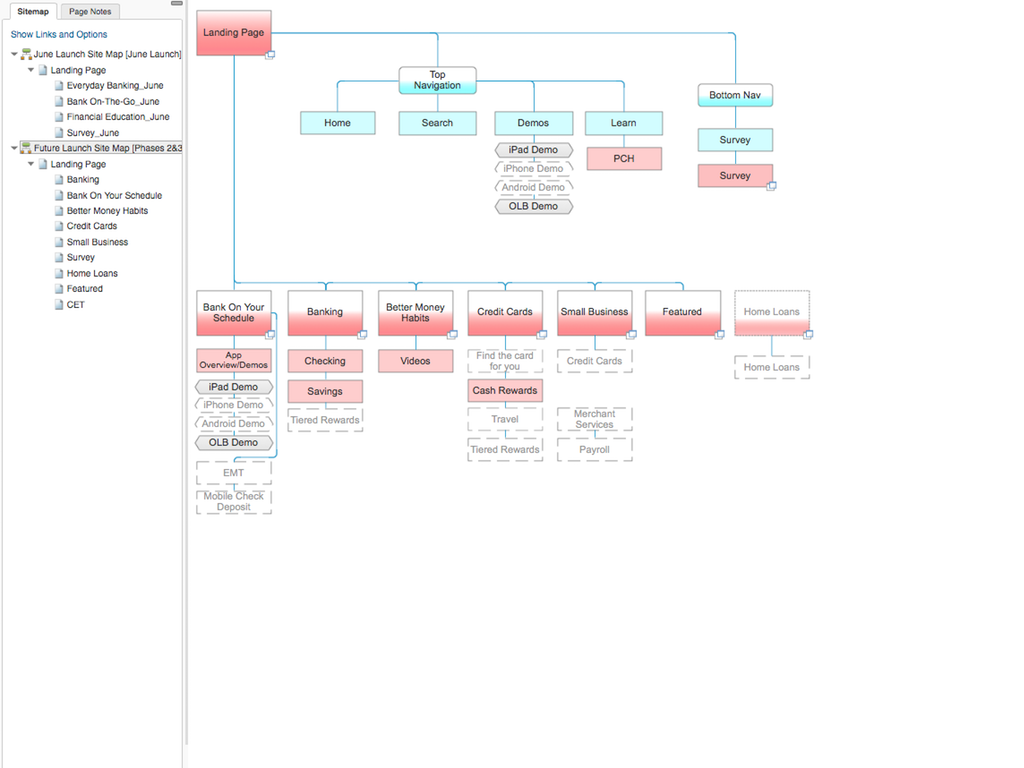 Sitemap
Page Notes
Show Links and Options
June Launch Site Map [June Launch]
Landing Page
Everyday Banking_June
Bank On-The-Go_June
Financial Education_June
Survey_June
Future Launch Site Map [Phases 2&3
Landing Page
Banking
Bank On Your Schedule
Better Money Habits
Credit Cards
Small Business
Survey
Home Loans
Featured
CET
Landing Page
Top
Navigation
Bottom Nav
Home
Search
Demos
Learn
Survey
iPad Demo
iPhone Demo
Android Demo
OLB Demo
PCH
Survey
Bank On Your
Schedule
Banking
Better Money
Habits
Credit Cards
Small Business
Featured
Home Loans
App
Overview/Demos
iPad Demo
iPhone Demo
Android Demo
OLB Demo
EMT
Mobile Check
Deposit
Checking
Savings
Tiered Rewards
Videos
Find the card
for you
Cash Rewards
Travel
Tiered Rewards
Credit Cards
Merchant
Services
Payroll
Home Loans